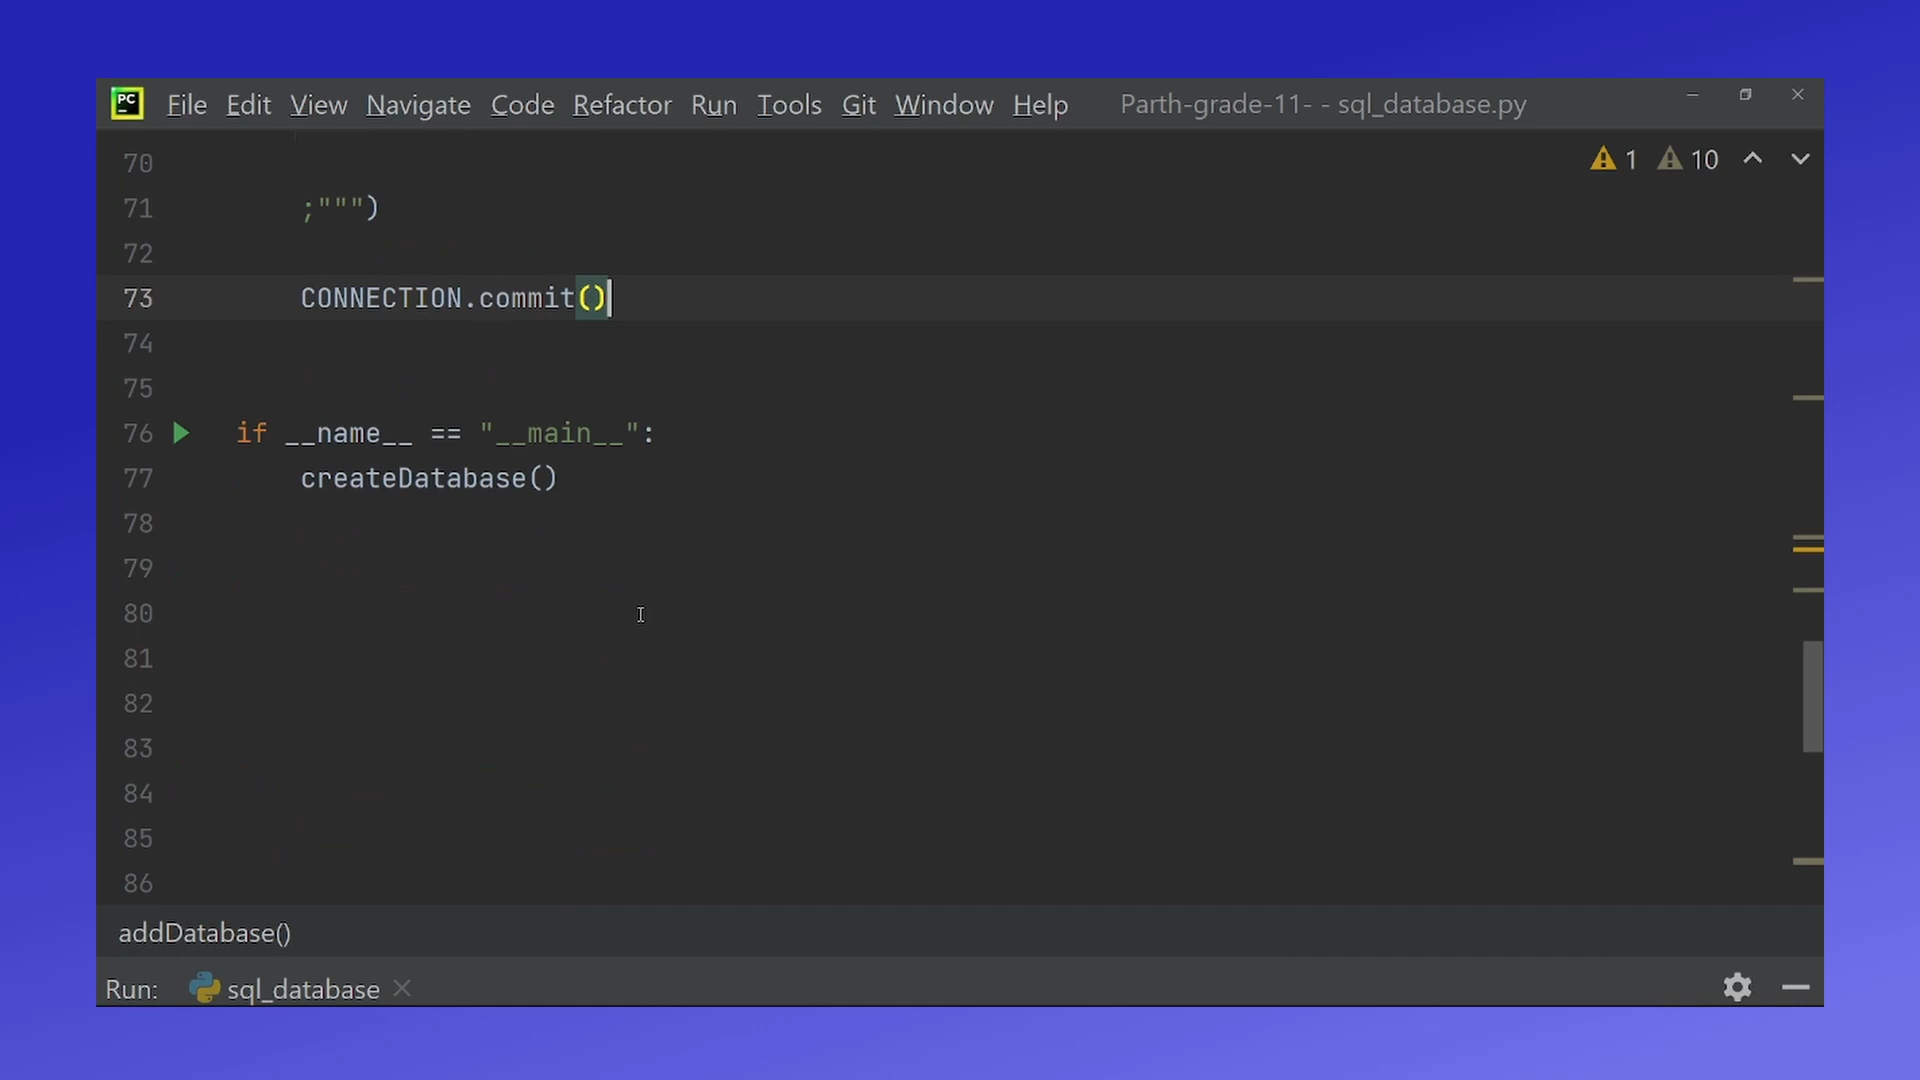 PC File Edit View Navigate Code Refactor Run Tools Git Window Help Parth-grade-11- - sql_database.py
1 10
70
71 ;""")
72
73 CONNECTION.commit()
74
75
76 if __name__ == "__main__":
77 createDatabase()
78
79
80
81
82
83
84
85
86
addDatabase()
Run: sql_database